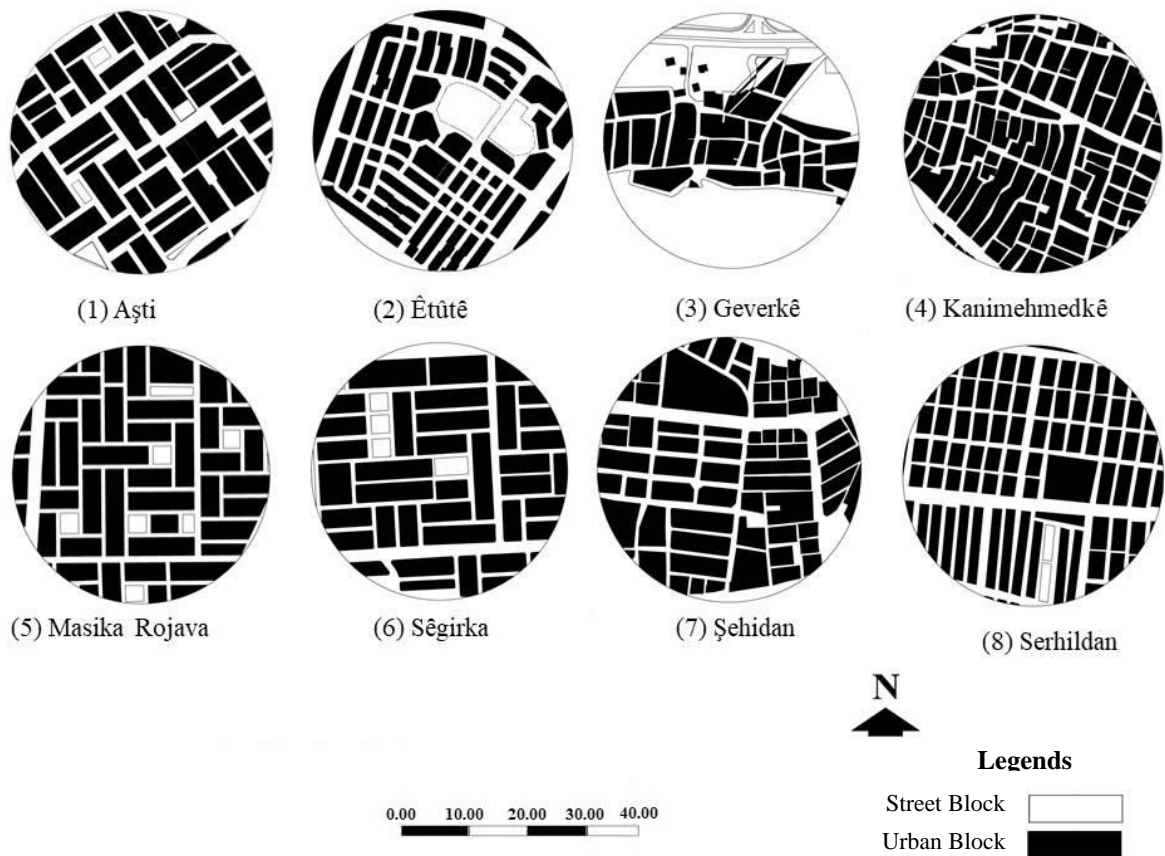 (1) Aşti
(2) Êtûtê
(3) Geverkê
(4) Kanimehmedkê
(5) Masika Rojava
(6) Sêgirka
(7) Şehidan
(8) Serhildan
N
Legends
Street Block
Urban Block
0.00 10.00 20.00 30.00 40.00